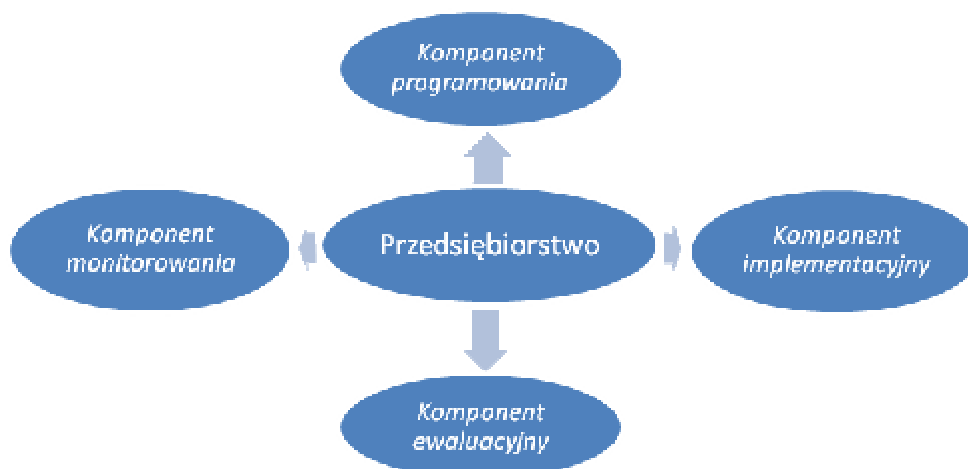 Komponent
programowania
Komponent
monitorowania
Przedsiębiorstwo
Komponent
implementacyjny
Komponent
ewaluacyjny